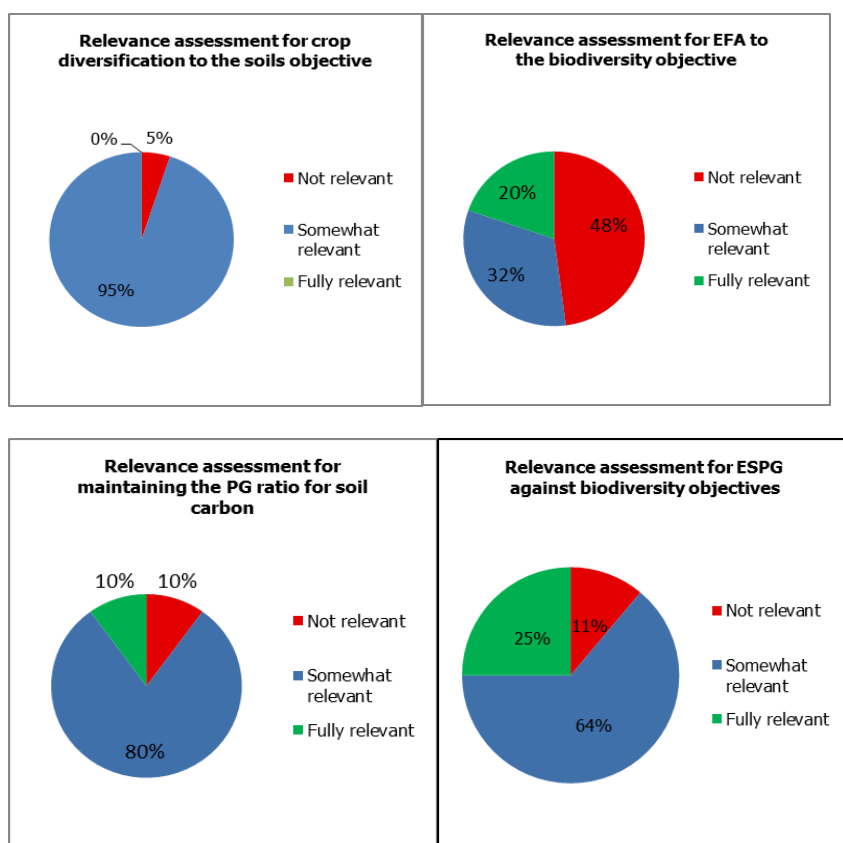 Relevance assessment for crop
diversification to the soils objective
0%
5%
95%
Not relevant
Somewhat
relevant
Fully relevant
Relevance assessment for EFA to
the biodiversity objective
20%
48%
32%
Not relevant
Somewhat
relevant
Fully relevant
Relevance assessment for
maintaining the PG ratio for soil
carbon
10%
10%
80%
Not relevant
Somewhat
relevant
Fully relevant
Relevance assessment for ESPG
against biodiversity objectives
11%
25%
64%
Not relevant
Somewhat
relevant
Fully relevant